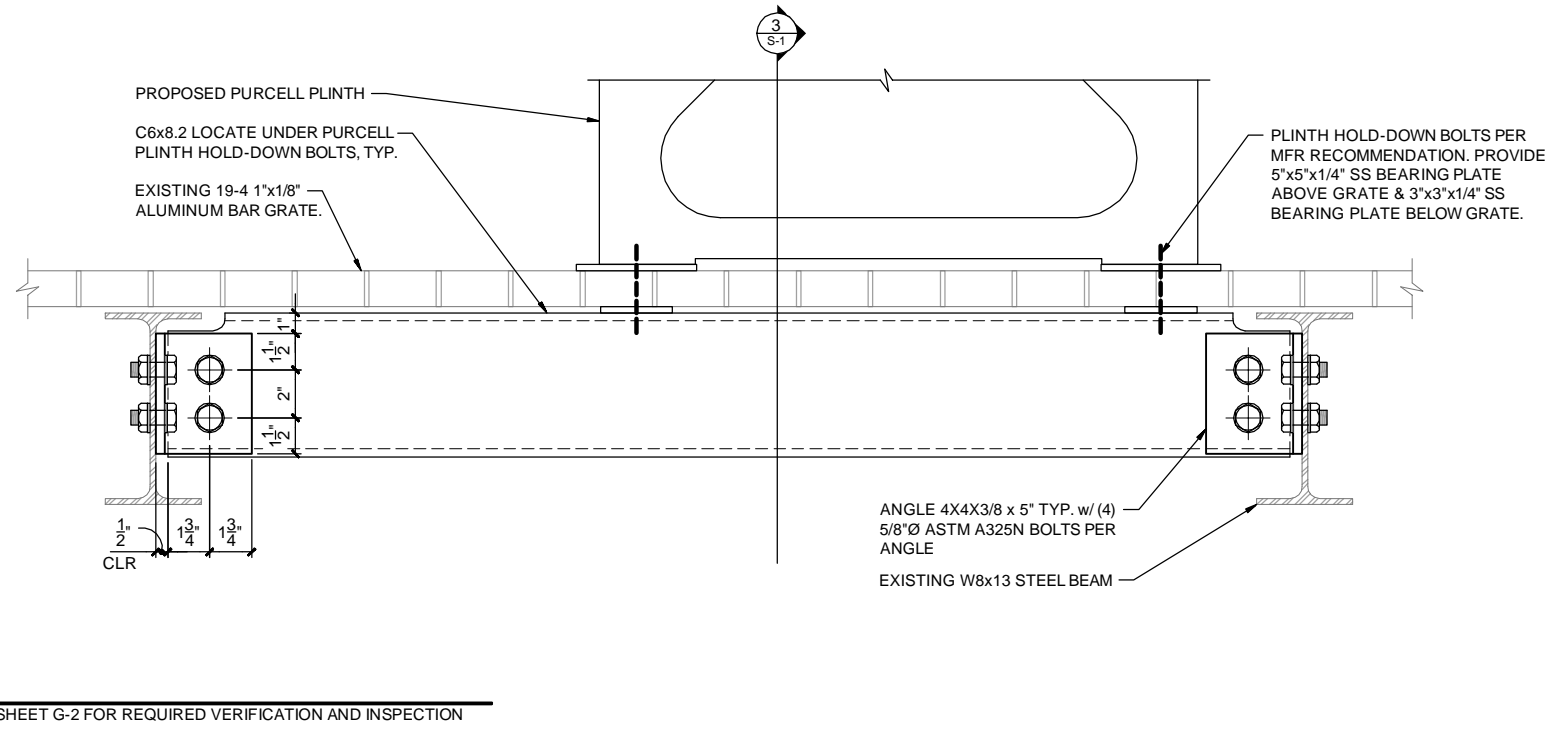 3
S-1
PROPOSED PURCELL PLINTH
C6x8.2 LOCATE UNDER PURCELL
PLINTH HOLD-DOWN BOLTS, TYP.
EXISTING 19-4 1"x1/8"
ALUMINUM BAR GRATE.
PLINTH HOLD-DOWN BOLTS PER
MFR RECOMMENDATION. PROVIDE
5"x5"x1/4" SS BEARING PLATE
ABOVE GRATE & 3"x3"x1/4" SS
BEARING PLATE BELOW GRATE.
1"
1 1/2"
2"
1 1/2"
1/2"
CLR
1 3/4"
1 3/4"
ANGLE 4X4X3/8 x 5" TYP. w/ (4)
5/8"Ø ASTM A325N BOLTS PER
ANGLE
EXISTING W8x13 STEEL BEAM
SHEET G-2 FOR REQUIRED VERIFICATION AND INSPECTION